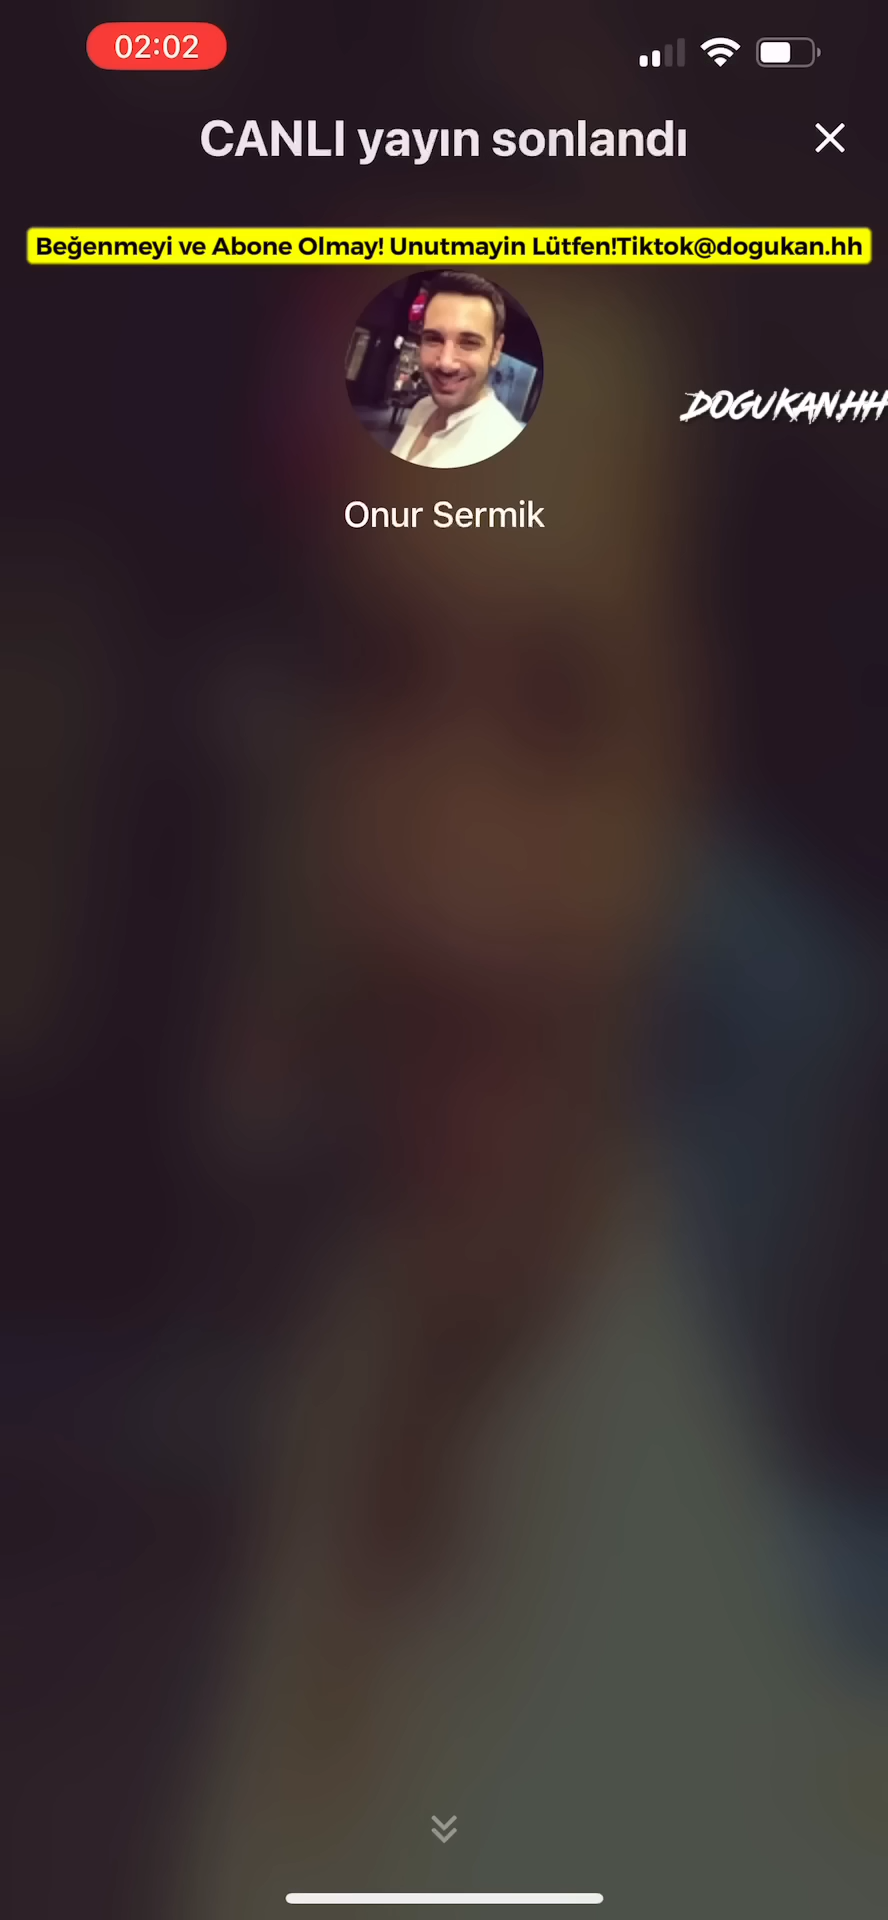 02:02
CANLI yayın sonlandı
Beğenmeyi ve Abone Olmay! Unutmayin Lütfen!Tiktok@dogukan.hh
DOGUKAN.HH
Onur Sermik